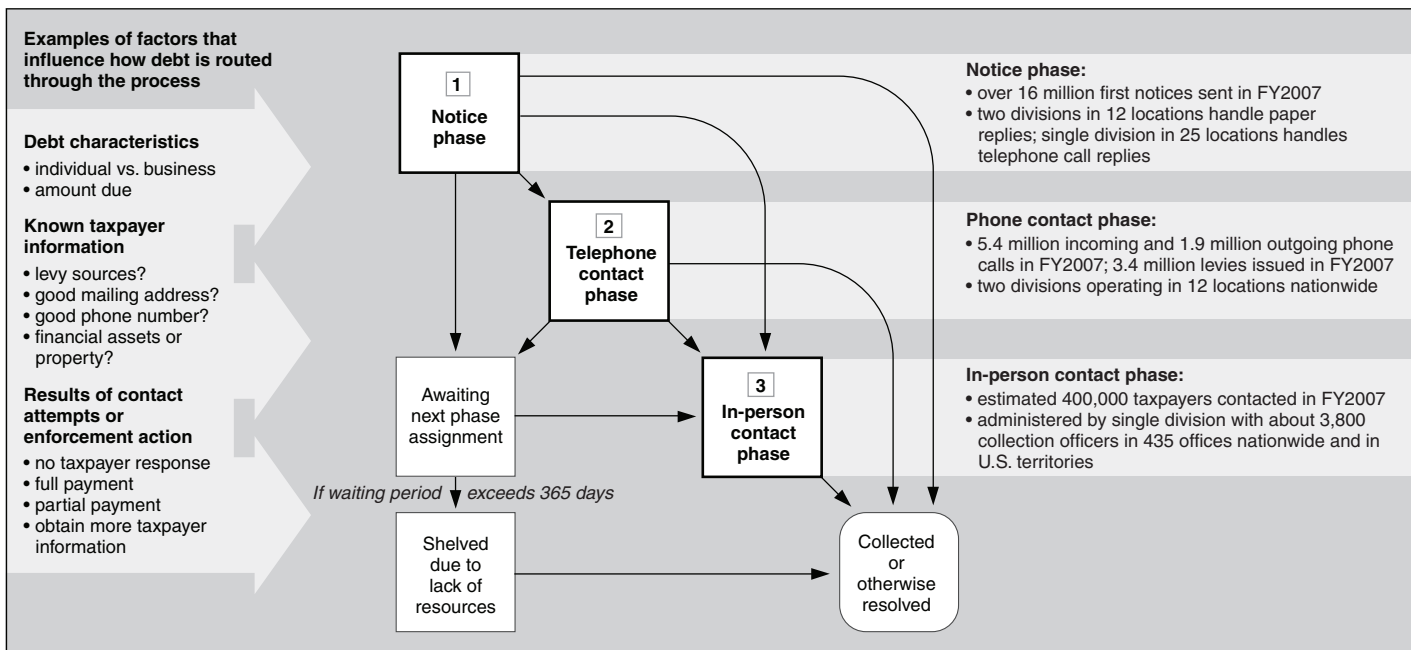 Examples of factors that
influence how debt is routed
through the process
Debt characteristics
• individual vs. business
• amount due
Known taxpayer
information
• levy sources?
• good mailing address?
• good phone number?
• financial assets or
property?
Results of contact
attempts or
enforcement action
• no taxpayer response
• full payment
• partial payment
• obtain more taxpayer
information
1
Notice
phase
2
Telephone
contact
phase
Awaiting
next phase
assignment
3
In-person
contact
phase
If waiting period exceeds 365 days
Shelved
due to
lack of
resources
Collected
or
otherwise
resolved
Notice phase:
• over 16 million first notices sent in FY2007
• two divisions in 12 locations handle paper
replies; single division in 25 locations handles
telephone call replies
Phone contact phase:
• 5.4 million incoming and 1.9 million outgoing phone
calls in FY2007; 3.4 million levies issued in FY2007
• two divisions operating in 12 locations nationwide
In-person contact phase:
• estimated 400,000 taxpayers contacted in FY2007
• administered by single division with about 3,800
collection officers in 435 offices nationwide and in
U.S. territories